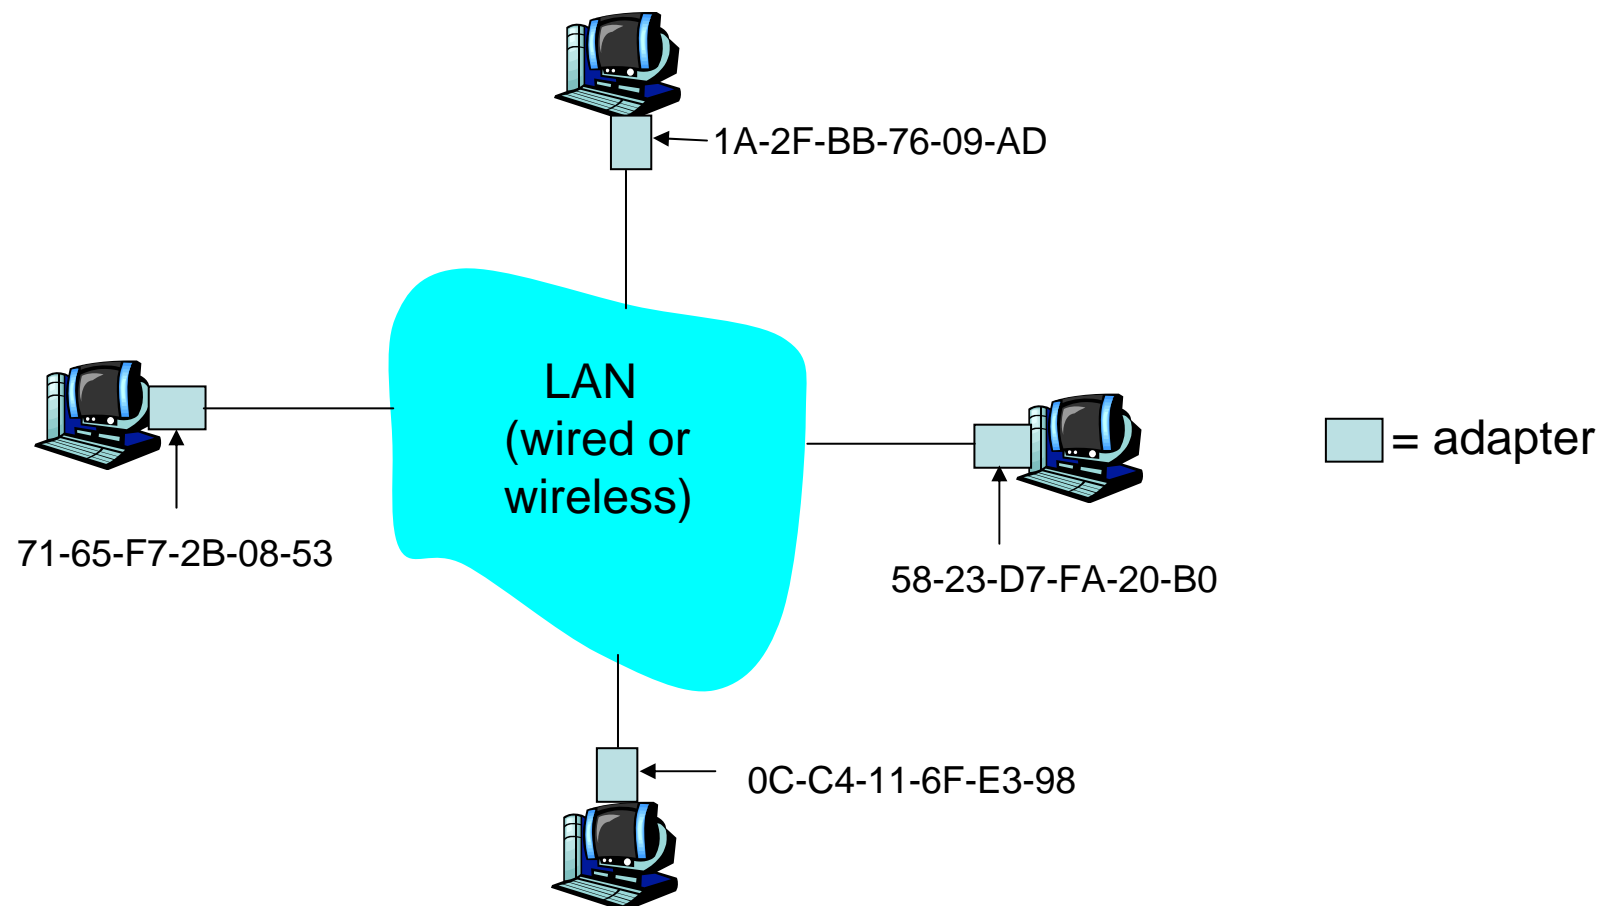 1A-2F-BB-76-09-AD
LAN
(wired or
wireless)
= adapter
71-65-F7-2B-08-53
58-23-D7-FA-20-B0
0C-C4-11-6F-E3-98